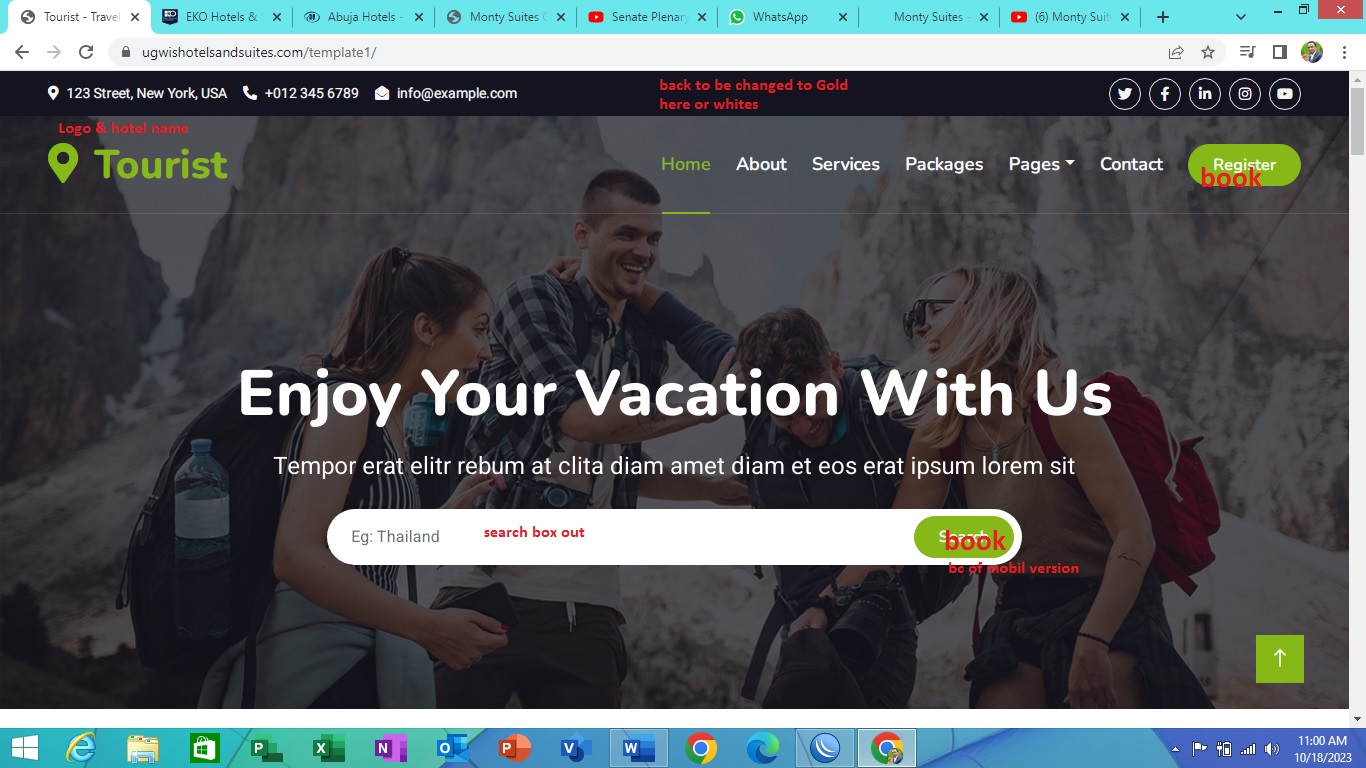 Tourist - Travel
EKO Hotels & S
Abuja Hotels -
Monty Suites C
Senate Plenary
WhatsApp
Monty Suites -
(6) Monty Suit
ugwishotelsandsuites.com/template1/
123 Street, New York, USA
+012 345 6789
info@example.com
back to be changed to Gold
here or whites
Logo & hotel name
Tourist
Home
About
Services
Packages
Pages
Contact
Register
book
Enjoy Your Vacation With Us
Tempor erat elitr rebum at clita diam amet diam et eos erat ipsum lorem sit
Eg: Thailand
search box out
Search
book
bc of mobil version
11:00 AM
10/18/2023